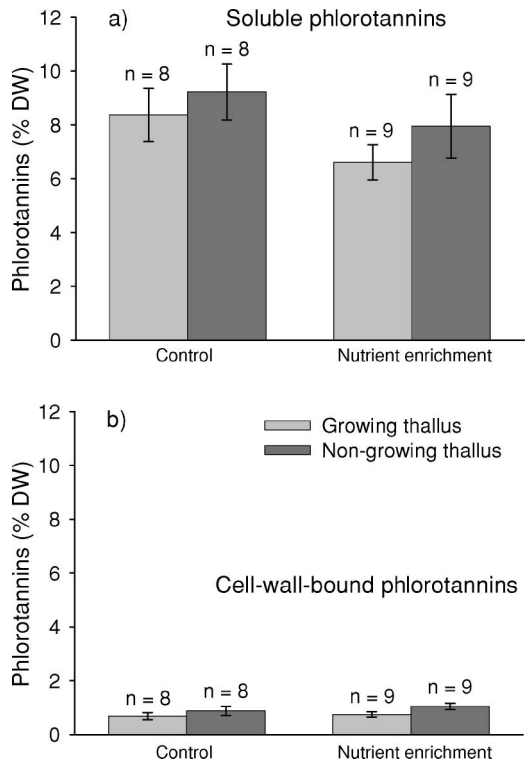 a) Soluble phlorotannins
Phlorotannins (% DW)
12
10
8
6
4
2
0
n = 8
n = 8
n = 9
n = 9
Control
Nutrient enrichment
b)
Growing thallus
Non-growing thallus
Phlorotannins (% DW)
12
10
8
6
4
2
0
Cell-wall-bound phlorotannins
n = 8
n = 8
n = 9
n = 9
Control
Nutrient enrichment